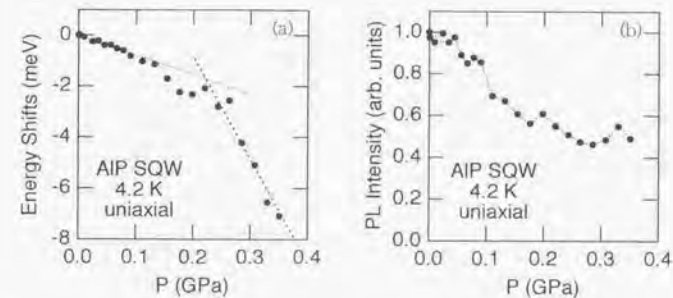 (a)
Energy Shifts (meV)
0
-2
-4
-6
-8
AlP SQW
4.2 K
uniaxial
0.0 0.1 0.2 0.3 0.4
P (GPa)
(b)
PL Intensity (arb. units)
1.0
0.8
0.6
0.4
0.2
0.0
AlP SQW
4.2 K
uniaxial
0.0 0.1 0.2 0.3 0.4
P (GPa)